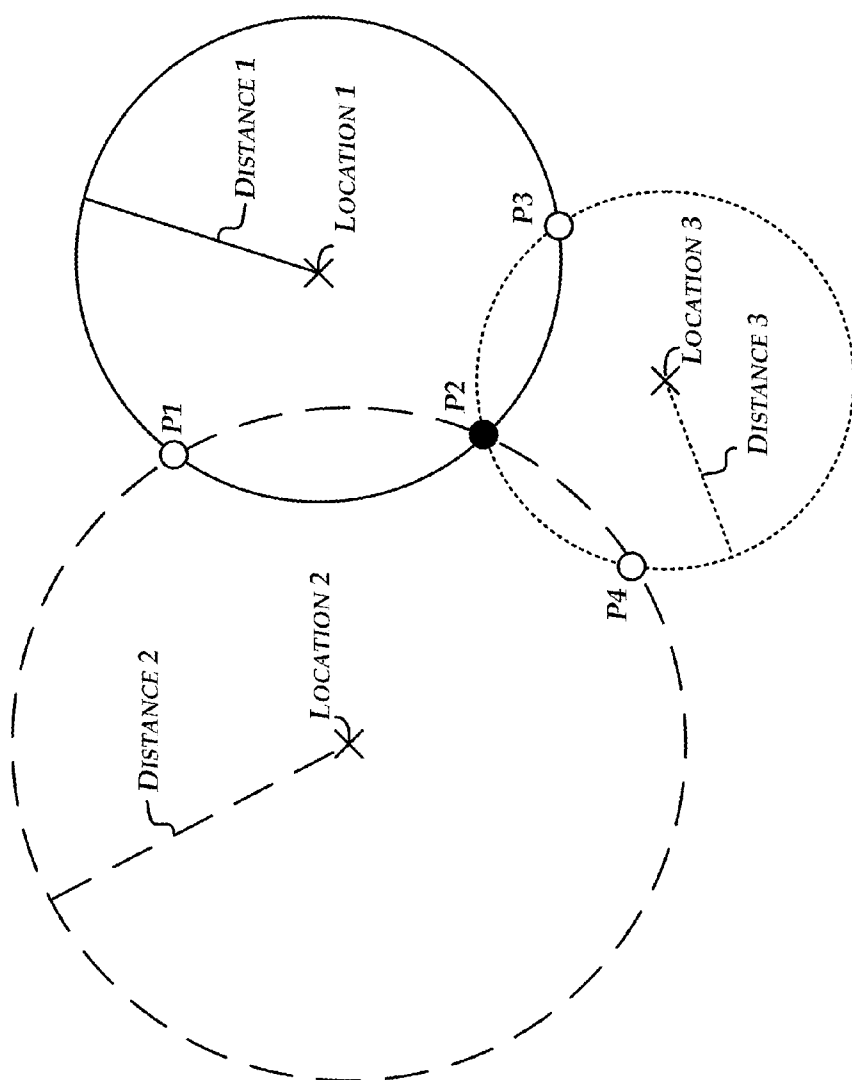 DISTANCE 1
LOCATION 1
P3
P1
P2
LOCATION 3
DISTANCE 3
P4
LOCATION 2
DISTANCE 2